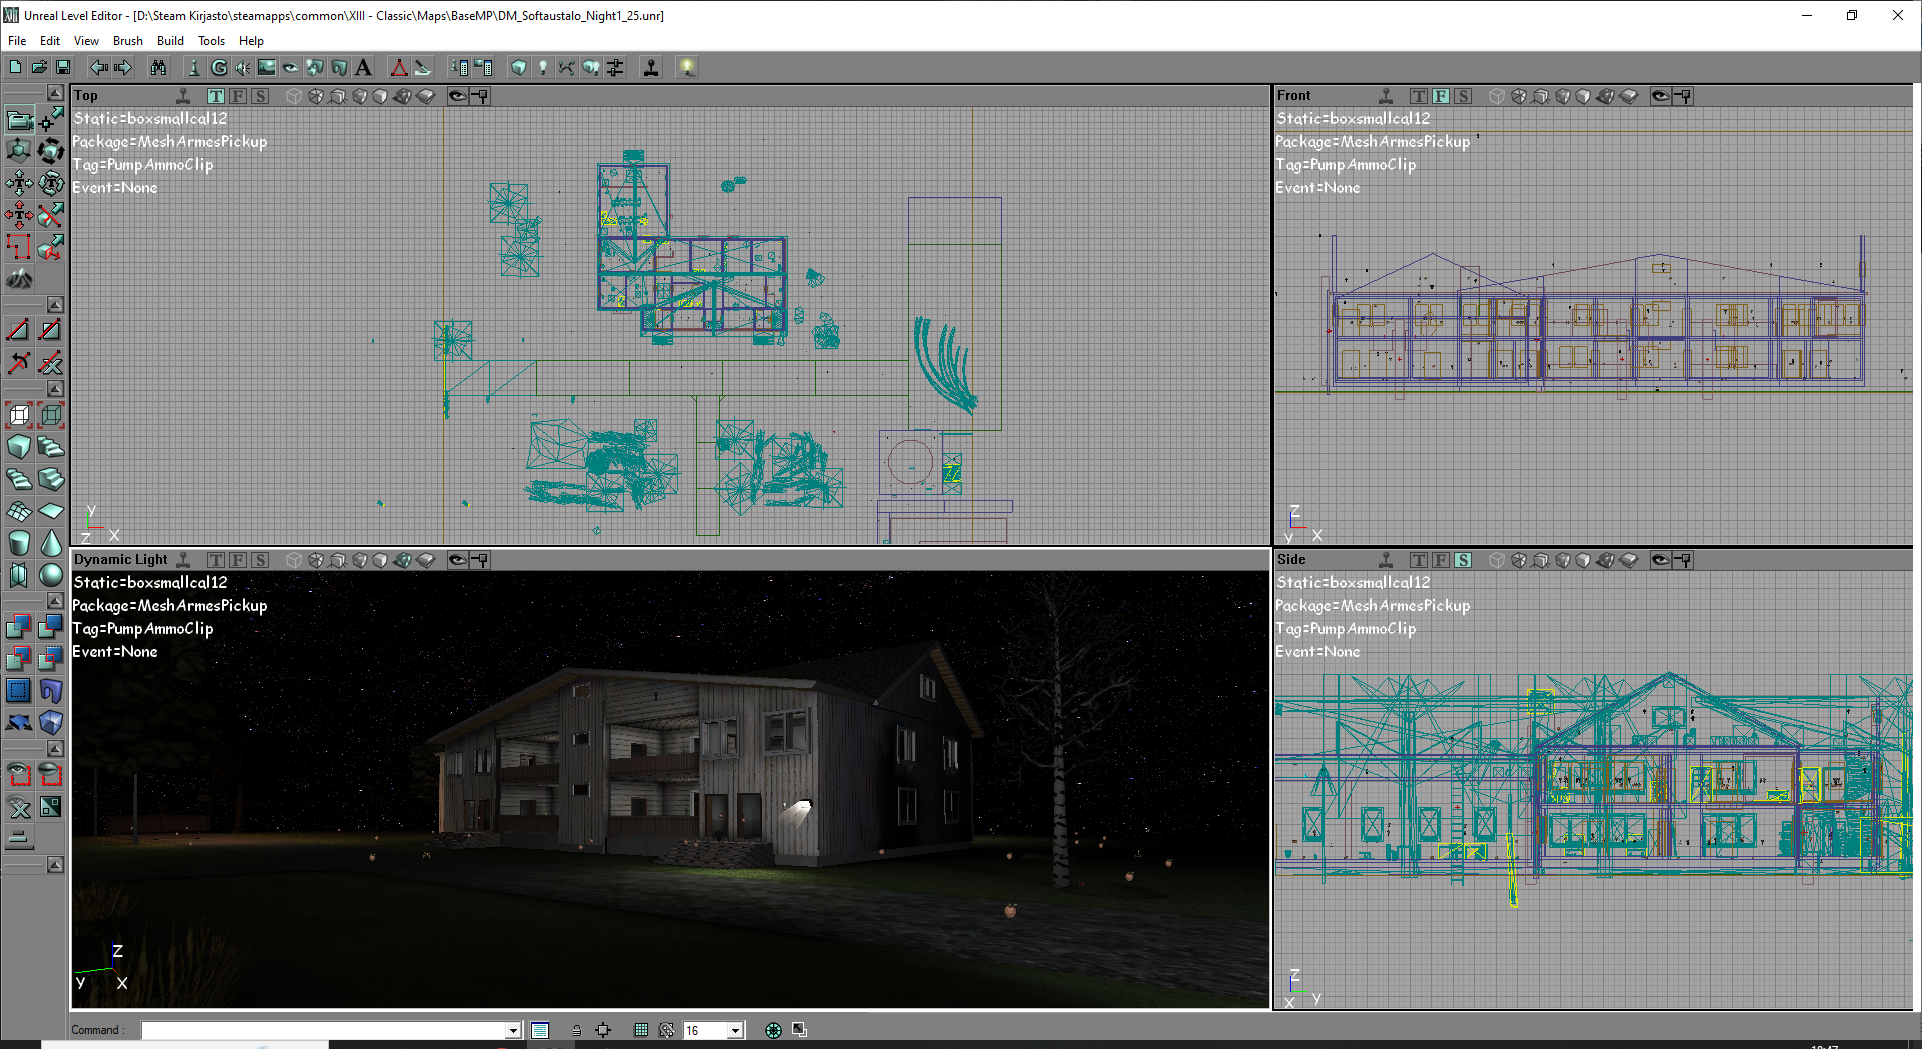 Unreal Level Editor - [D:\Steam Kirjasto\steamapps\common\XIII - Classic\Maps\BaseMP\DM_Softaustalo_Night1_25.unr]
File Edit View Brush Build Tools Help
Top T F S
Static=boxsmallcal12
Package=MeshArmesPickup
Tag=PumpAmmoClip
Event=None
Y
Z X
Front T F S
Static=boxsmallcal12
Package=MeshArmesPickup
Tag=PumpAmmoClip
Event=None
Z
Y X
Dynamic Light T F S
Static=boxsmallcal12
Package=MeshArmesPickup
Tag=PumpAmmoClip
Event=None
Z
Y X
Side T F S
Static=boxsmallcal12
Package=MeshArmesPickup
Tag=PumpAmmoClip
Event=None
Z
X Y
Command : 16